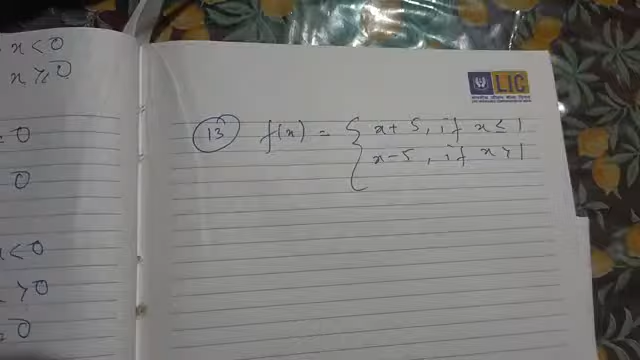 x < 0
x ≥ 0
= 0
0
x < 0
x > 0
= 0
LIC
(13) f(x) = { x + 5, if x ≤ 1
x - 5, if x > 1